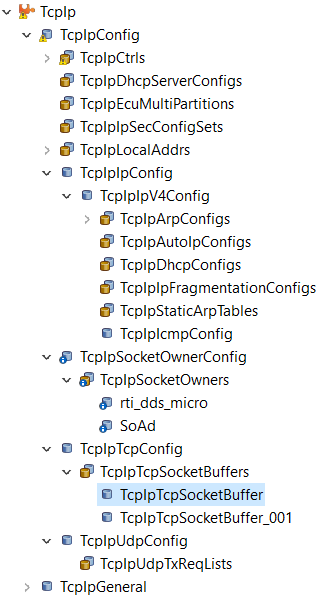 TcpIp
TcpIpConfig
TcpIpCtrls
TcpIpDhcpServerConfigs
TcpIpEcuMultiPartitions
TcpIpIpSecConfigSets
TcpIpLocalAddrs
TcpIpIpConfig
TcpIpIpV4Config
TcpIpArpConfigs
TcpIpAutoIpConfigs
TcpIpDhcpConfigs
TcpIpIpFragmentationConfigs
TcpIpStaticArpTables
TcpIpIcmpConfig
TcpIpSocketOwnerConfig
TcpIpSocketOwners
rti_dds_micro
SoAd
TcpIpTcpConfig
TcpIpTcpSocketBuffers
TcpIpTcpSocketBuffer
TcpIpTcpSocketBuffer_001
TcpIpUdpConfig
TcpIpUdpTxReqLists
TcpIpGeneral